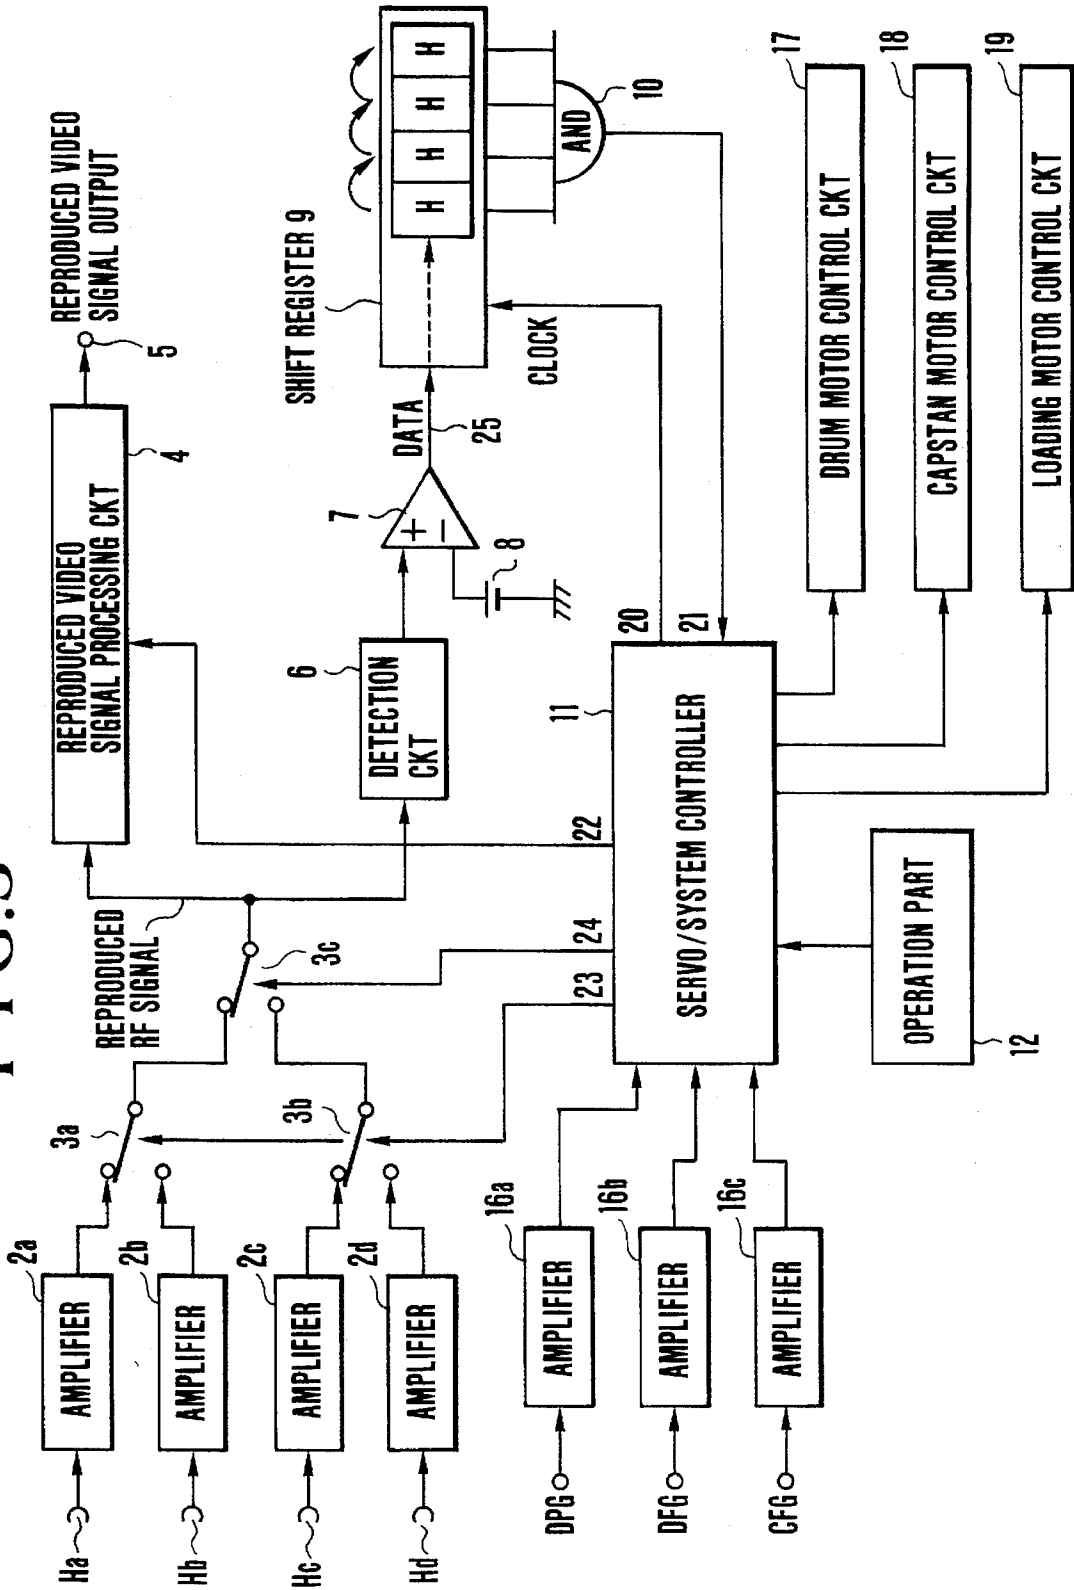 FIG.3
Ha
Hb
Hc
Hd
AMPLIFIER
2a
AMPLIFIER
2b
AMPLIFIER
2c
AMPLIFIER
2d
3a
3b
3c
REPRODUCED
RF SIGNAL
REPRODUCED VIDEO
SIGNAL PROCESSING CKT
4
5
REPRODUCED VIDEO
SIGNAL OUTPUT
DETECTION
CKT
6
7
+
−
8
DATA
25
SHIFT REGISTER 9
H H H H
CLOCK
AND
10
DPG
DFG
CFG
AMPLIFIER
16a
AMPLIFIER
16b
AMPLIFIER
16c
23
24
22
11
20
21
SERVO/SYSTEM CONTROLLER
OPERATION PART
12
DRUM MOTOR CONTROL CKT
17
CAPSTAN MOTOR CONTROL CKT
18
LOADING MOTOR CONTROL CKT
19